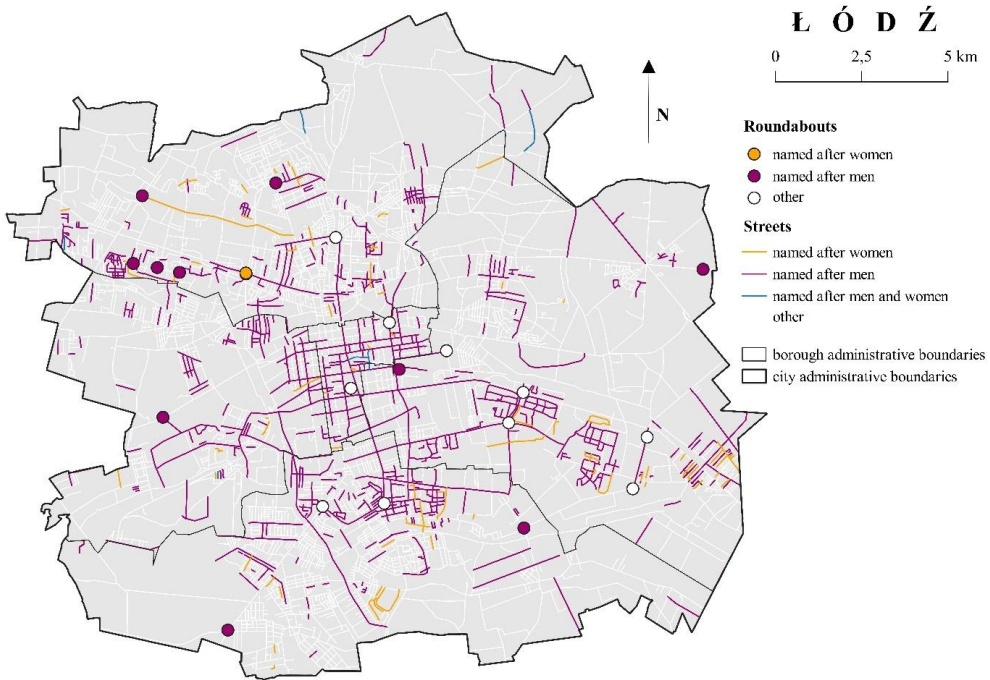 Ł Ó D Ź
0 2,5 5 km
N
Roundabouts
named after women
named after men
other
Streets
named after women
named after men
named after men and women
other
borough administrative boundaries
city administrative boundaries